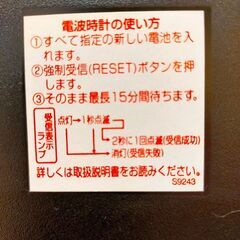 電波時計の使い方
①すべて指定の新しい電池を入
れます。
②強制受信(RESET)ボタンを押
します。
③そのまま最長15分間待ちます。
受信表示
ランプ
点灯→1秒点滅
2秒に1回点滅(受信成功)
消灯(受信失敗)
詳しくは取扱説明書をお読みください。
S9243